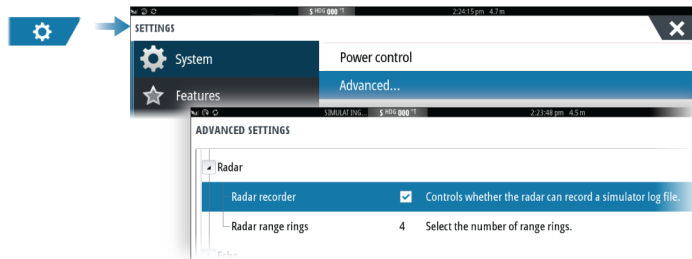 S HDG 000 °T 2:24:15 pm 4.7 m
SETTINGS
System
Power control
Advanced...
Features
SIMULATING... S HDG 000 °T 2:23:48 pm 4.5 m
ADVANCED SETTINGS
Radar
Radar recorder Controls whether the radar can record a simulator log file.
Radar range rings 4 Select the number of range rings.
Echo